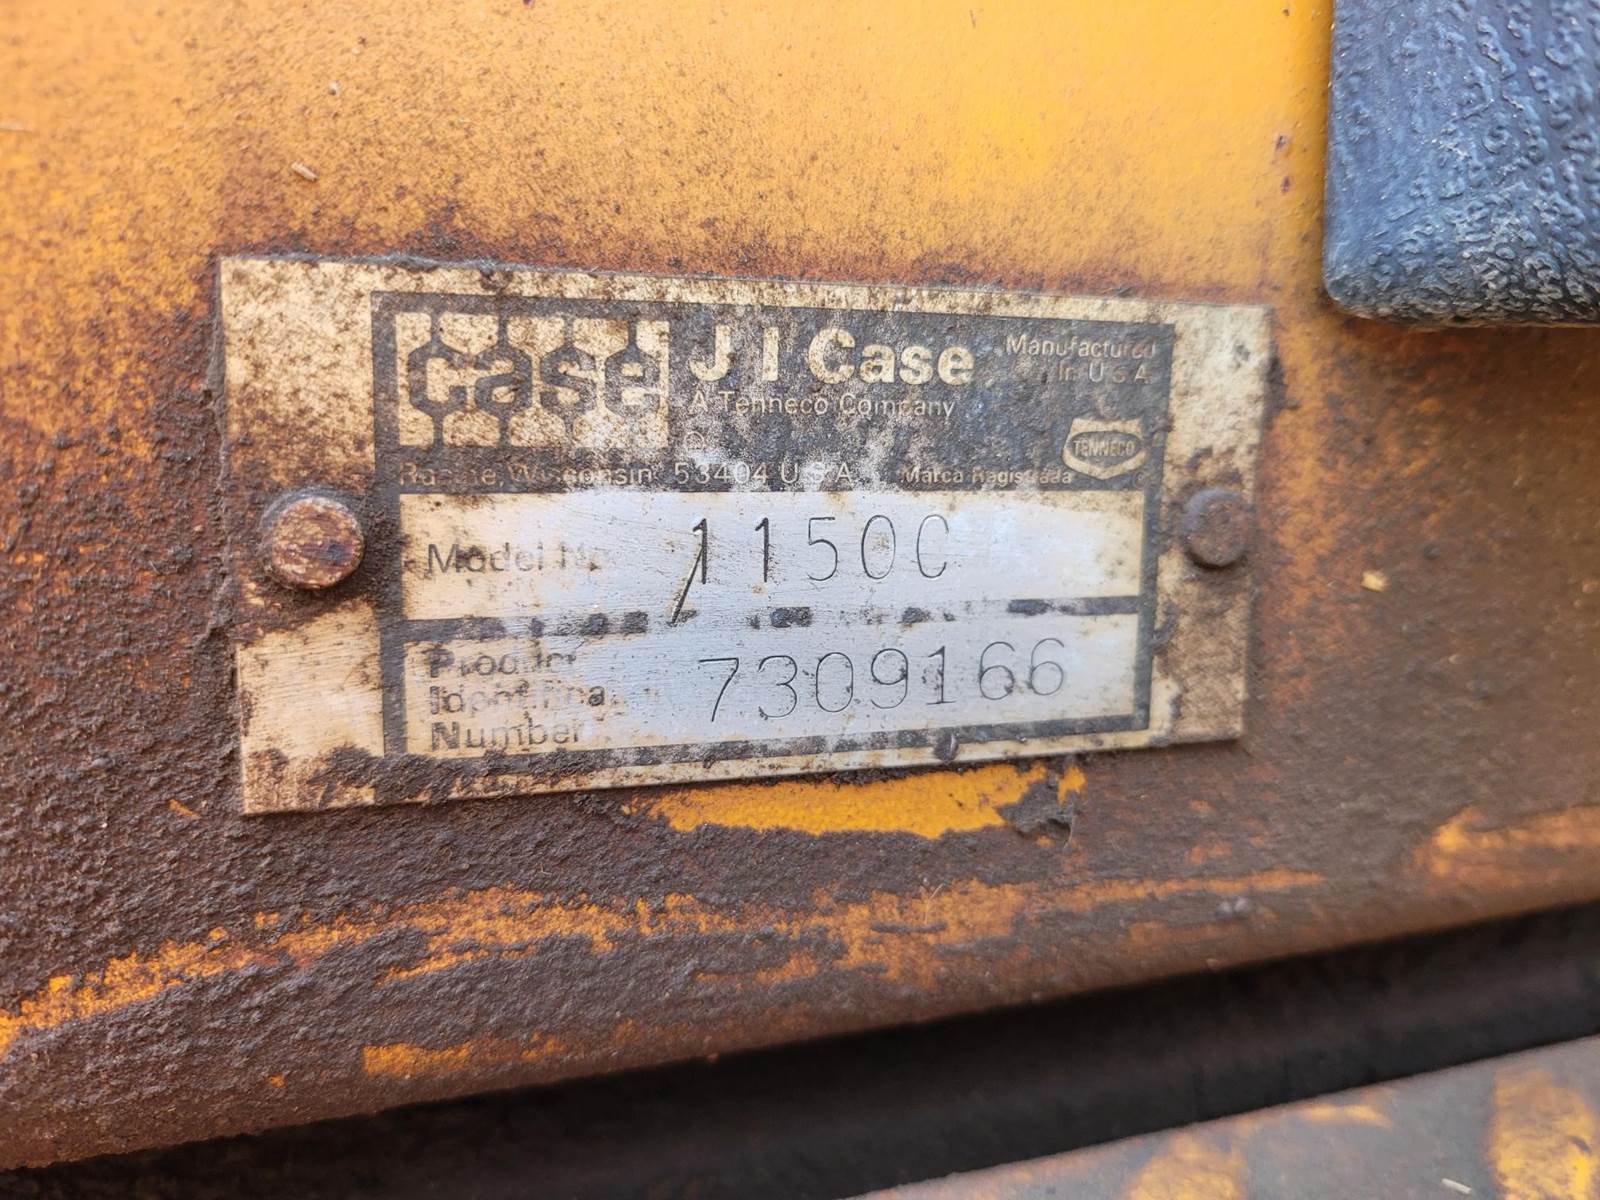 case
J I Case
Manufactured
In U S A
A Tenneco Company
TENNECO
Racine, Wisconsin 53404 U.S.A.
Marca Registrada
Model No.
1150C
Product
Identification
Number
7309166